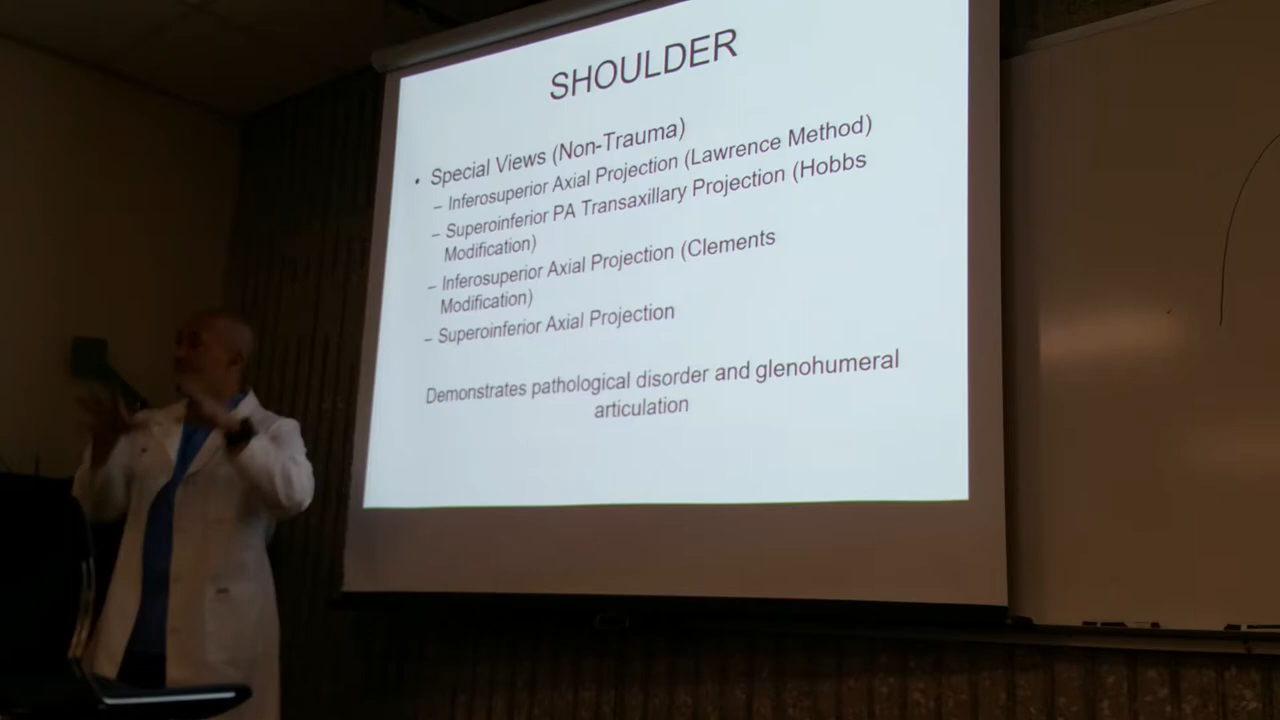 SHOULDER
• Special Views (Non-Trauma)
– Inferosuperior Axial Projection (Lawrence Method)
– Superoinferior PA Transaxillary Projection (Hobbs
Modification)
– Inferosuperior Axial Projection (Clements
Modification)
– Superoinferior Axial Projection
Demonstrates pathological disorder and glenohumeral
articulation